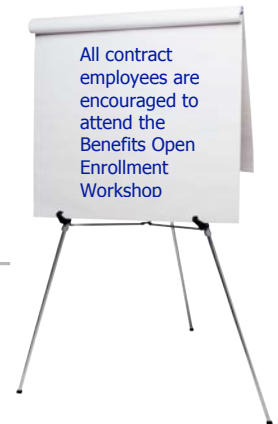 All contract
employees are
encouraged to
attend the
Benefits Open
Enrollment
Workshop